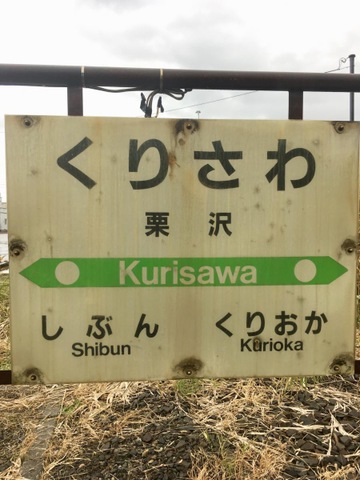 くりさわ
栗沢
Kurisawa
しぶん くりおか
Shibun Kurioka